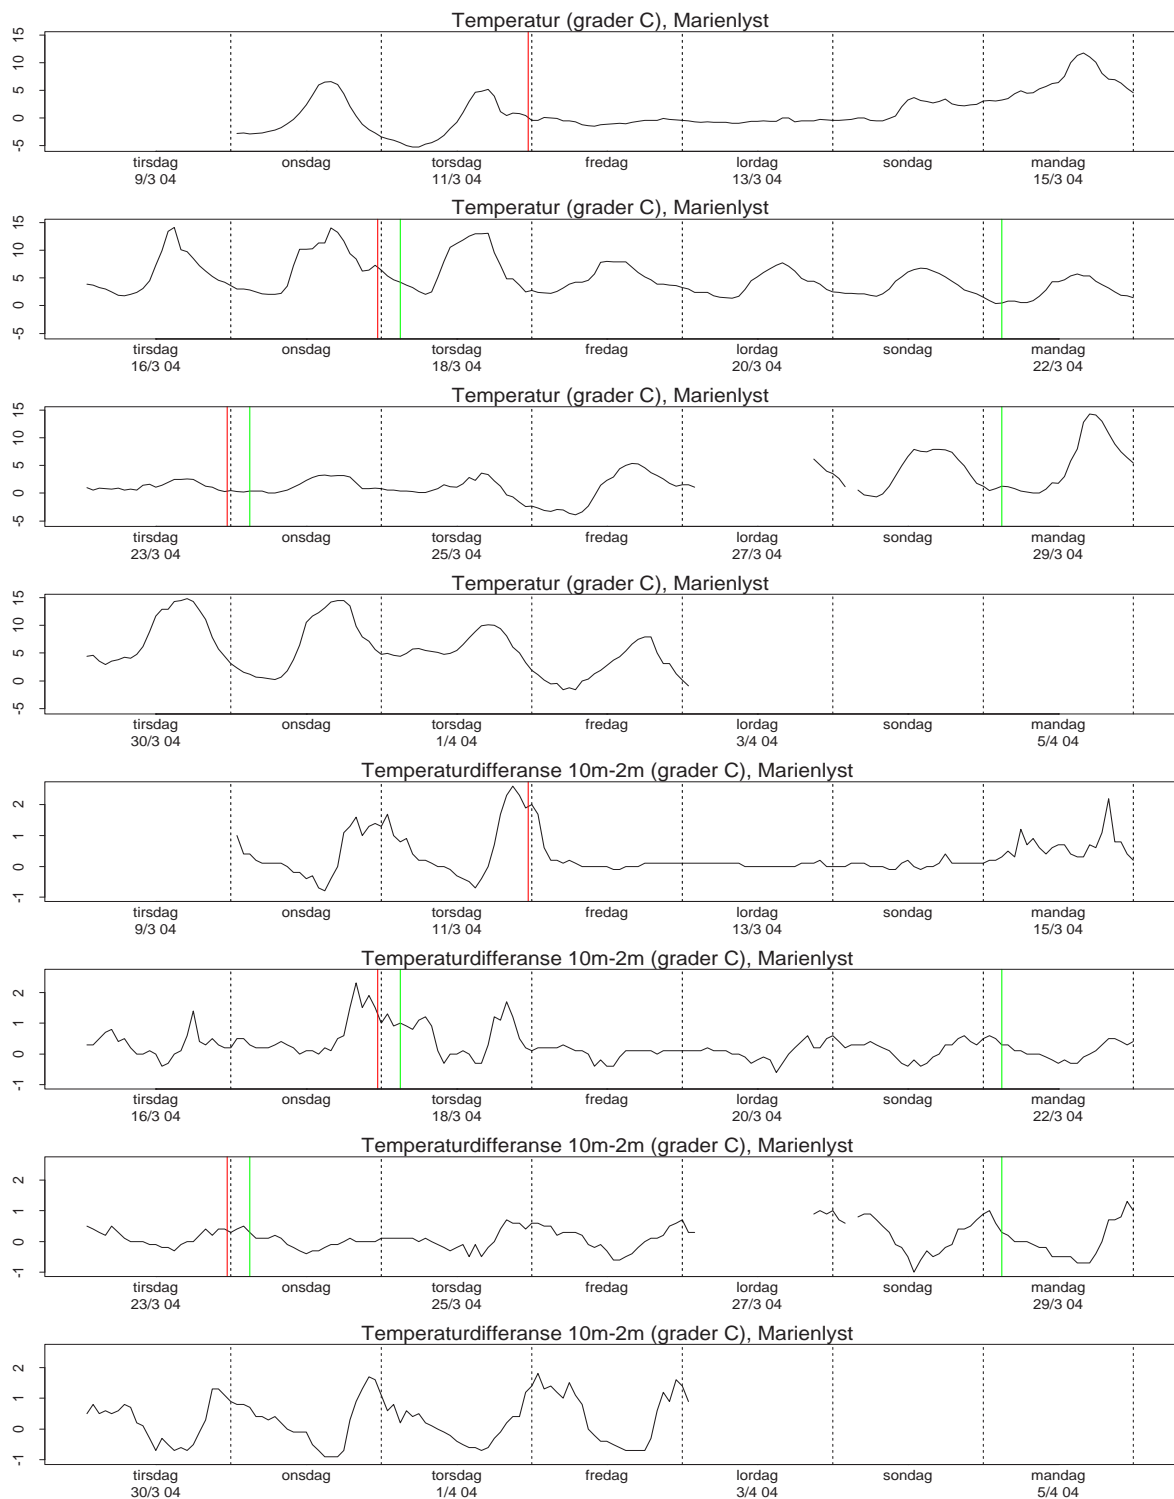 Temperatur (grader C), Marienlyst
15
10
5
0
-5
tirsdag onsdag torsdag fredag lordag sondag mandag
9/3 04 11/3 04 13/3 04 15/3 04
Temperatur (grader C), Marienlyst
15
10
5
0
-5
tirsdag onsdag torsdag fredag lordag sondag mandag
16/3 04 18/3 04 20/3 04 22/3 04
Temperatur (grader C), Marienlyst
15
10
5
0
-5
tirsdag onsdag torsdag fredag lordag sondag mandag
23/3 04 25/3 04 27/3 04 29/3 04
Temperatur (grader C), Marienlyst
15
10
5
0
-5
tirsdag onsdag torsdag fredag lordag sondag mandag
30/3 04 1/4 04 3/4 04 5/4 04
Temperaturdifferanse 10m-2m (grader C), Marienlyst
2
1
0
-1
tirsdag onsdag torsdag fredag lordag sondag mandag
9/3 04 11/3 04 13/3 04 15/3 04
Temperaturdifferanse 10m-2m (grader C), Marienlyst
2
1
0
-1
tirsdag onsdag torsdag fredag lordag sondag mandag
16/3 04 18/3 04 20/3 04 22/3 04
Temperaturdifferanse 10m-2m (grader C), Marienlyst
2
1
0
-1
tirsdag onsdag torsdag fredag lordag sondag mandag
23/3 04 25/3 04 27/3 04 29/3 04
Temperaturdifferanse 10m-2m (grader C), Marienlyst
2
1
0
-1
tirsdag onsdag torsdag fredag lordag sondag mandag
30/3 04 1/4 04 3/4 04 5/4 04